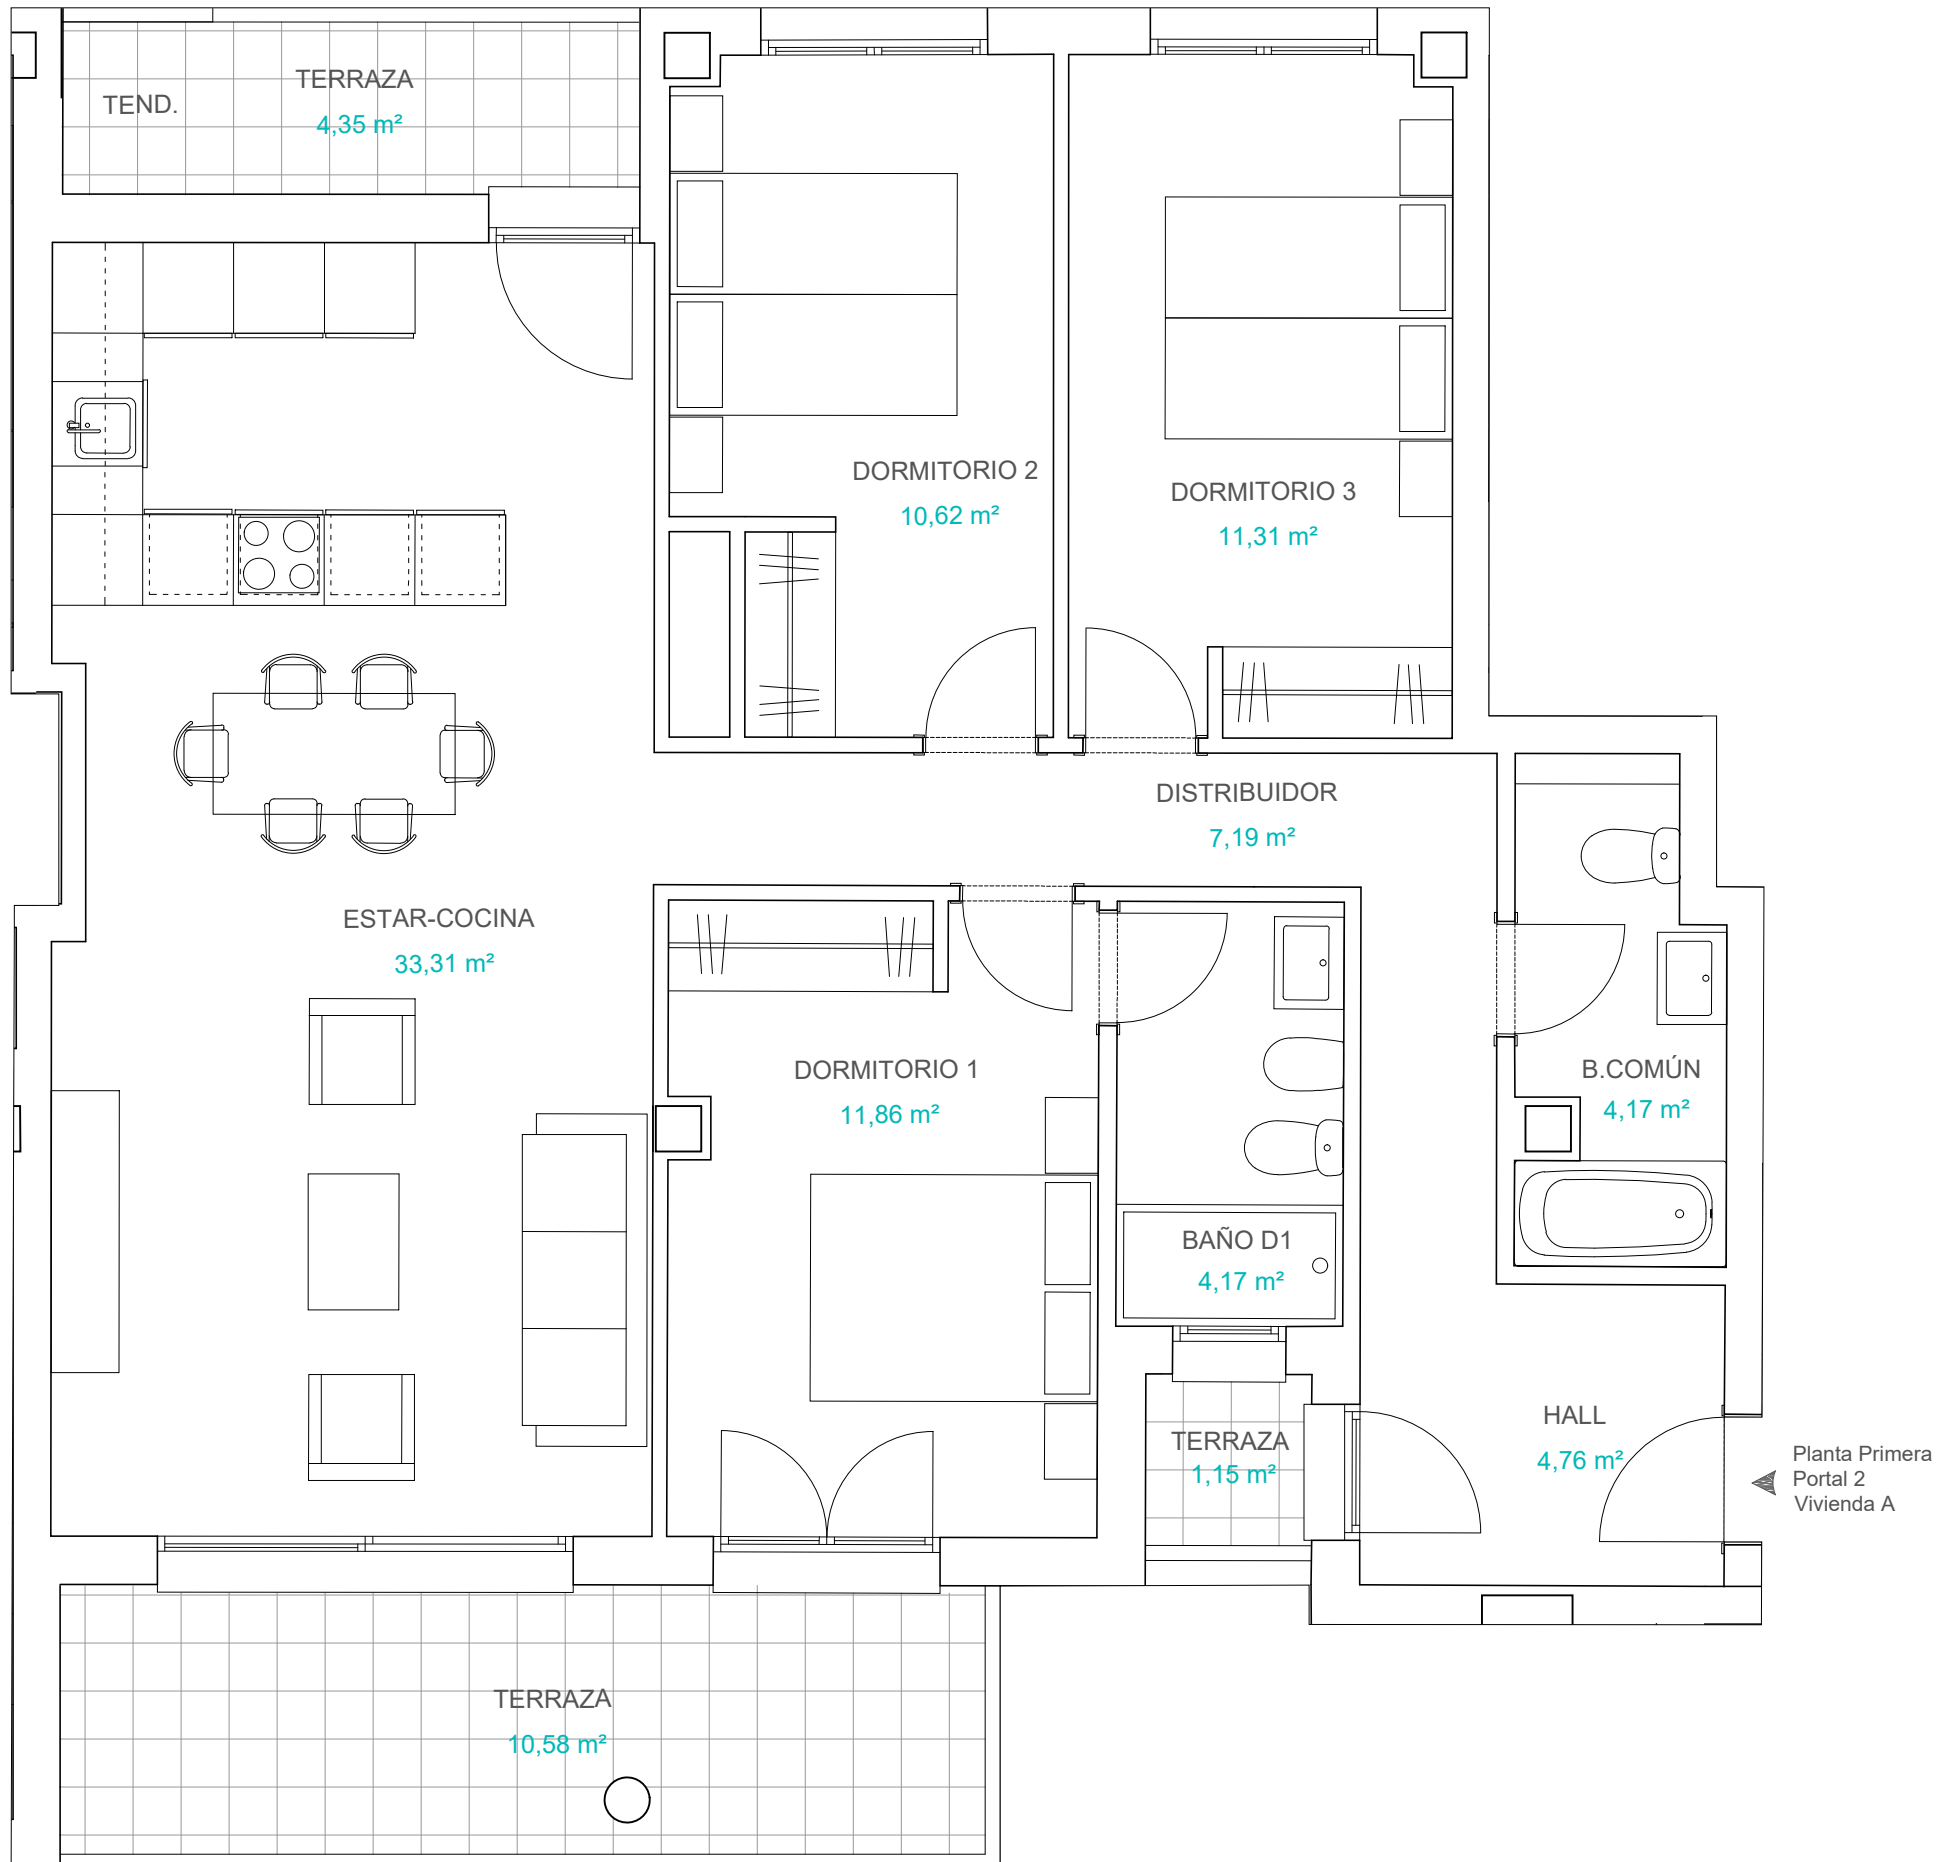 TERRAZA
4,35 m²
TEND.
DORMITORIO 2
10,62 m²
DORMITORIO 3
11,31 m²
DISTRIBUIDOR
7,19 m²
ESTAR-COCINA
33,31 m²
DORMITORIO 1
11,86 m²
B.COMÚN
4,17 m²
BAÑO D1
4,17 m²
HALL
4,76 m²
TERRAZA
1,15 m²
Planta Primera
Portal 2
Vivienda A
TERRAZA
10,58 m²